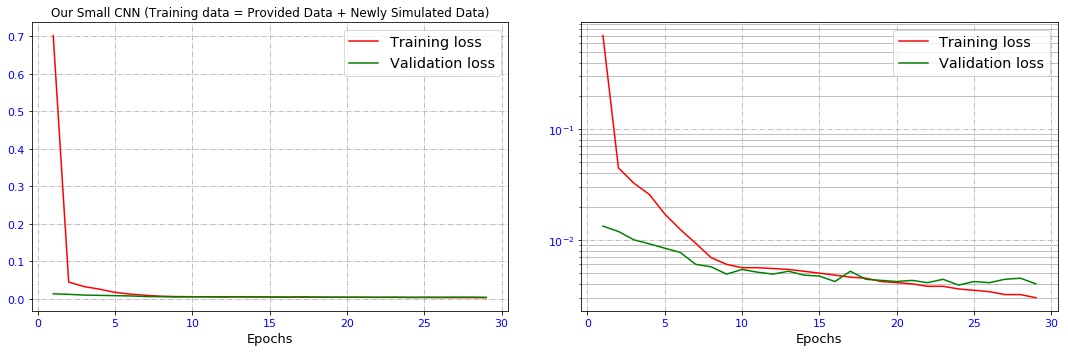 Our Small CNN (Training data = Provided Data + Newly Simulated Data)
0.7
0.6
0.5
0.4
0.3
0.2
0.1
0.0
Training loss
Validation loss
0 5 10 15 20 25 30
Epochs
10⁻¹
10⁻²
Training loss
Validation loss
0 5 10 15 20 25 30
Epochs